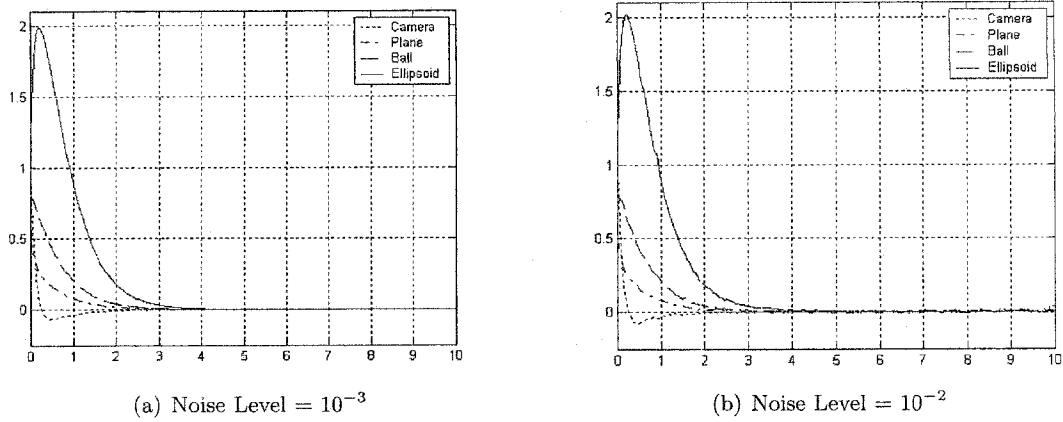 2
1.5
1
0.5
0
0 1 2 3 4 5 6 7 8 9 10
Camera
Plane
Ball
Ellipsoid
(a) Noise Level = 10⁻³
2
1.5
1
0.5
0
0 1 2 3 4 5 6 7 8 9 10
Camera
Plane
Ball
Ellipsoid
(b) Noise Level = 10⁻²